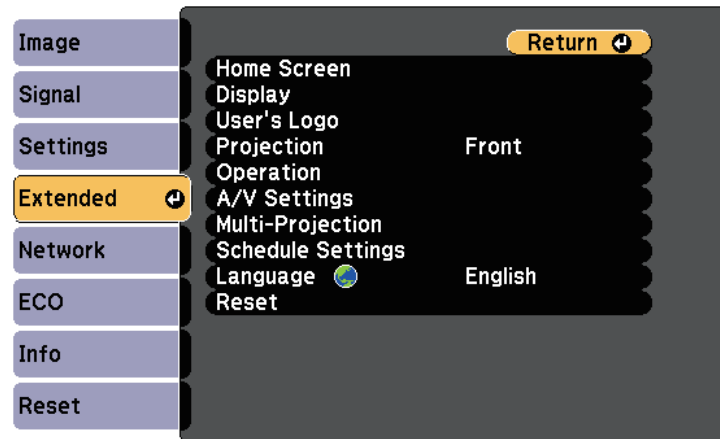 Image
Signal
Settings
Extended
Network
ECO
Info
Reset
Return
Home Screen
Display
User's Logo
Projection Front
Operation
A/V Settings
Multi-Projection
Schedule Settings
Language English
Reset